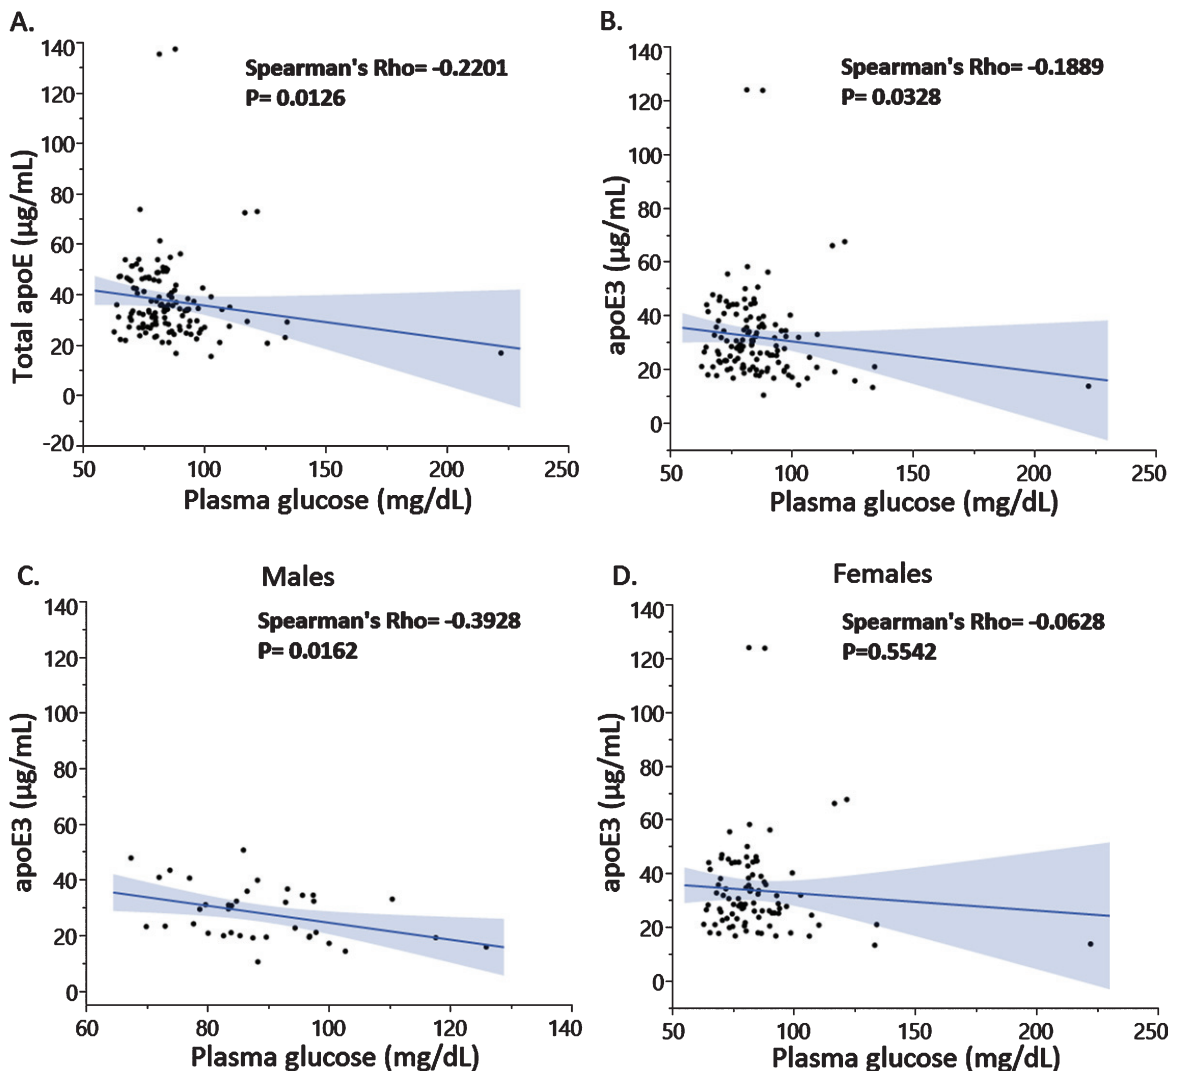 A.
140
120
100
80
60
40
20
0
-20
Total apoE (µg/mL)
Spearman's Rho= -0.2201
P= 0.0126
50 100 150 200 250
Plasma glucose (mg/dL)
B.
140
120
100
80
60
40
20
0
apoE3 (µg/mL)
Spearman's Rho= -0.1889
P= 0.0328
50 100 150 200 250
Plasma glucose (mg/dL)
C.
Males
140
120
100
80
60
40
20
0
apoE3 (µg/mL)
Spearman's Rho= -0.3928
P= 0.0162
60 80 100 120 140
Plasma glucose (mg/dL)
D.
Females
140
120
100
80
60
40
20
0
apoE3 (µg/mL)
Spearman's Rho= -0.0628
P=0.5542
50 100 150 200 250
Plasma glucose (mg/dL)